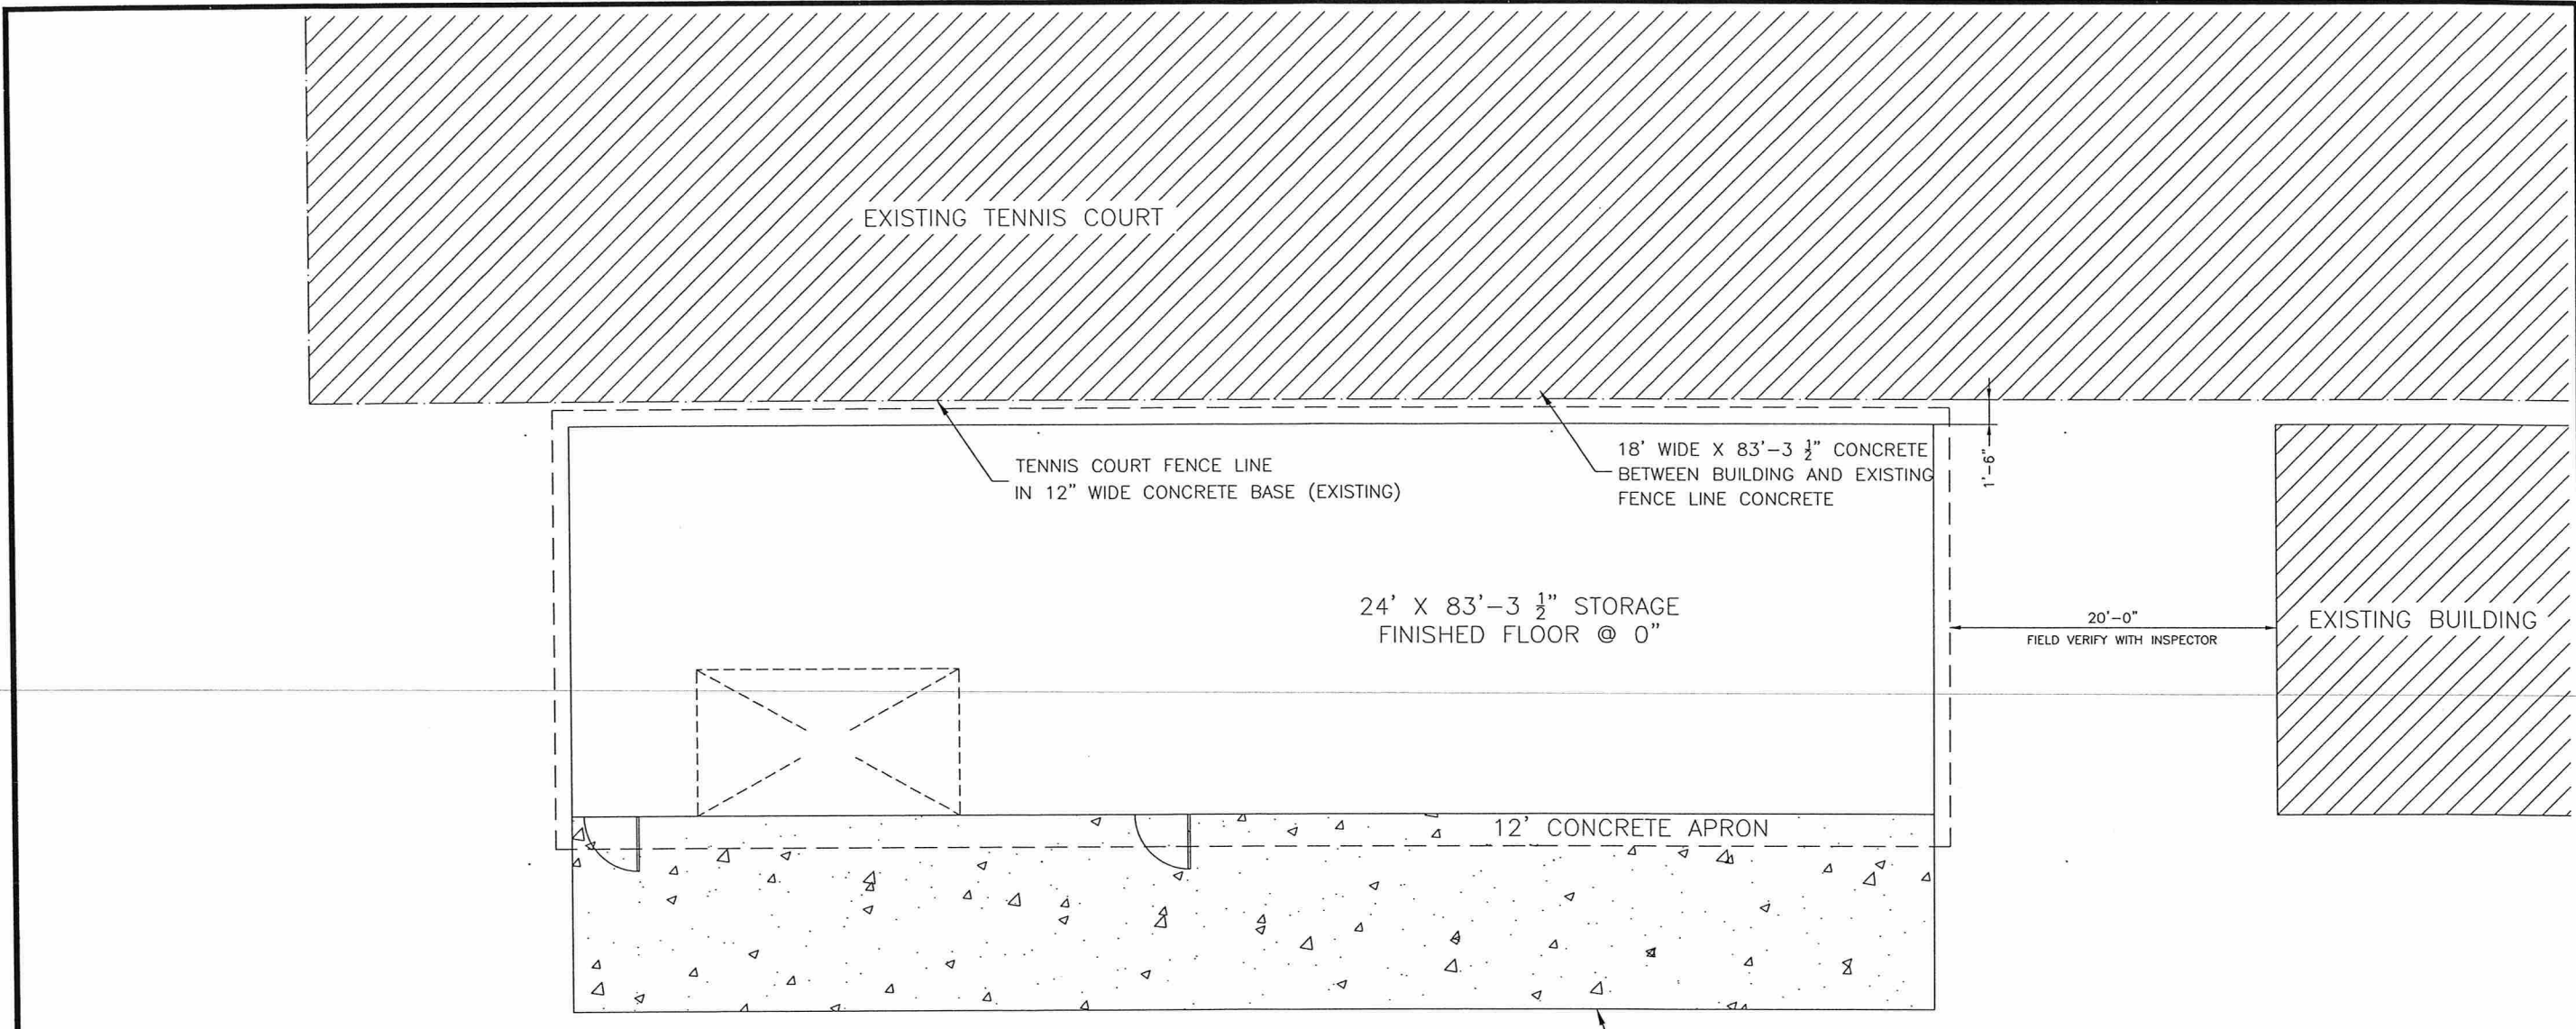 EXISTING TENNIS COURT
TENNIS COURT FENCE LINE
IN 12" WIDE CONCRETE BASE (EXISTING)
18' WIDE X 83'-3 ½" CONCRETE
BETWEEN BUILDING AND EXISTING
FENCE LINE CONCRETE
1'-6"
24' X 83'-3 ½" STORAGE
FINISHED FLOOR @ 0"
20'-0"
FIELD VERIFY WITH INSPECTOR
EXISTING BUILDING
12' CONCRETE APRON